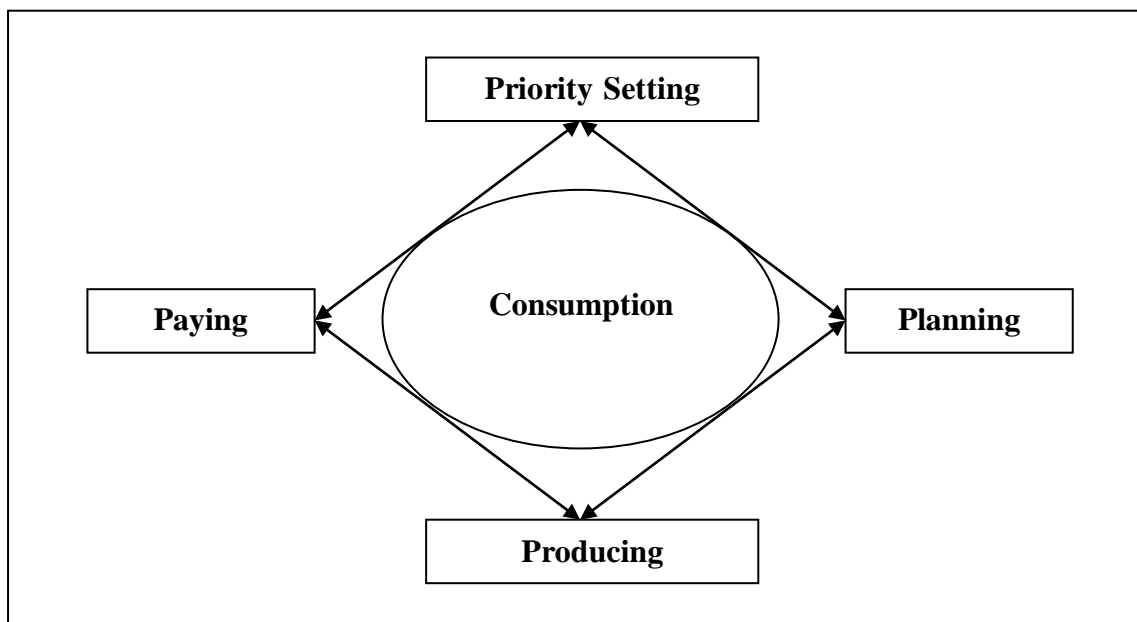 Priority Setting
Paying
Consumption
Planning
Producing